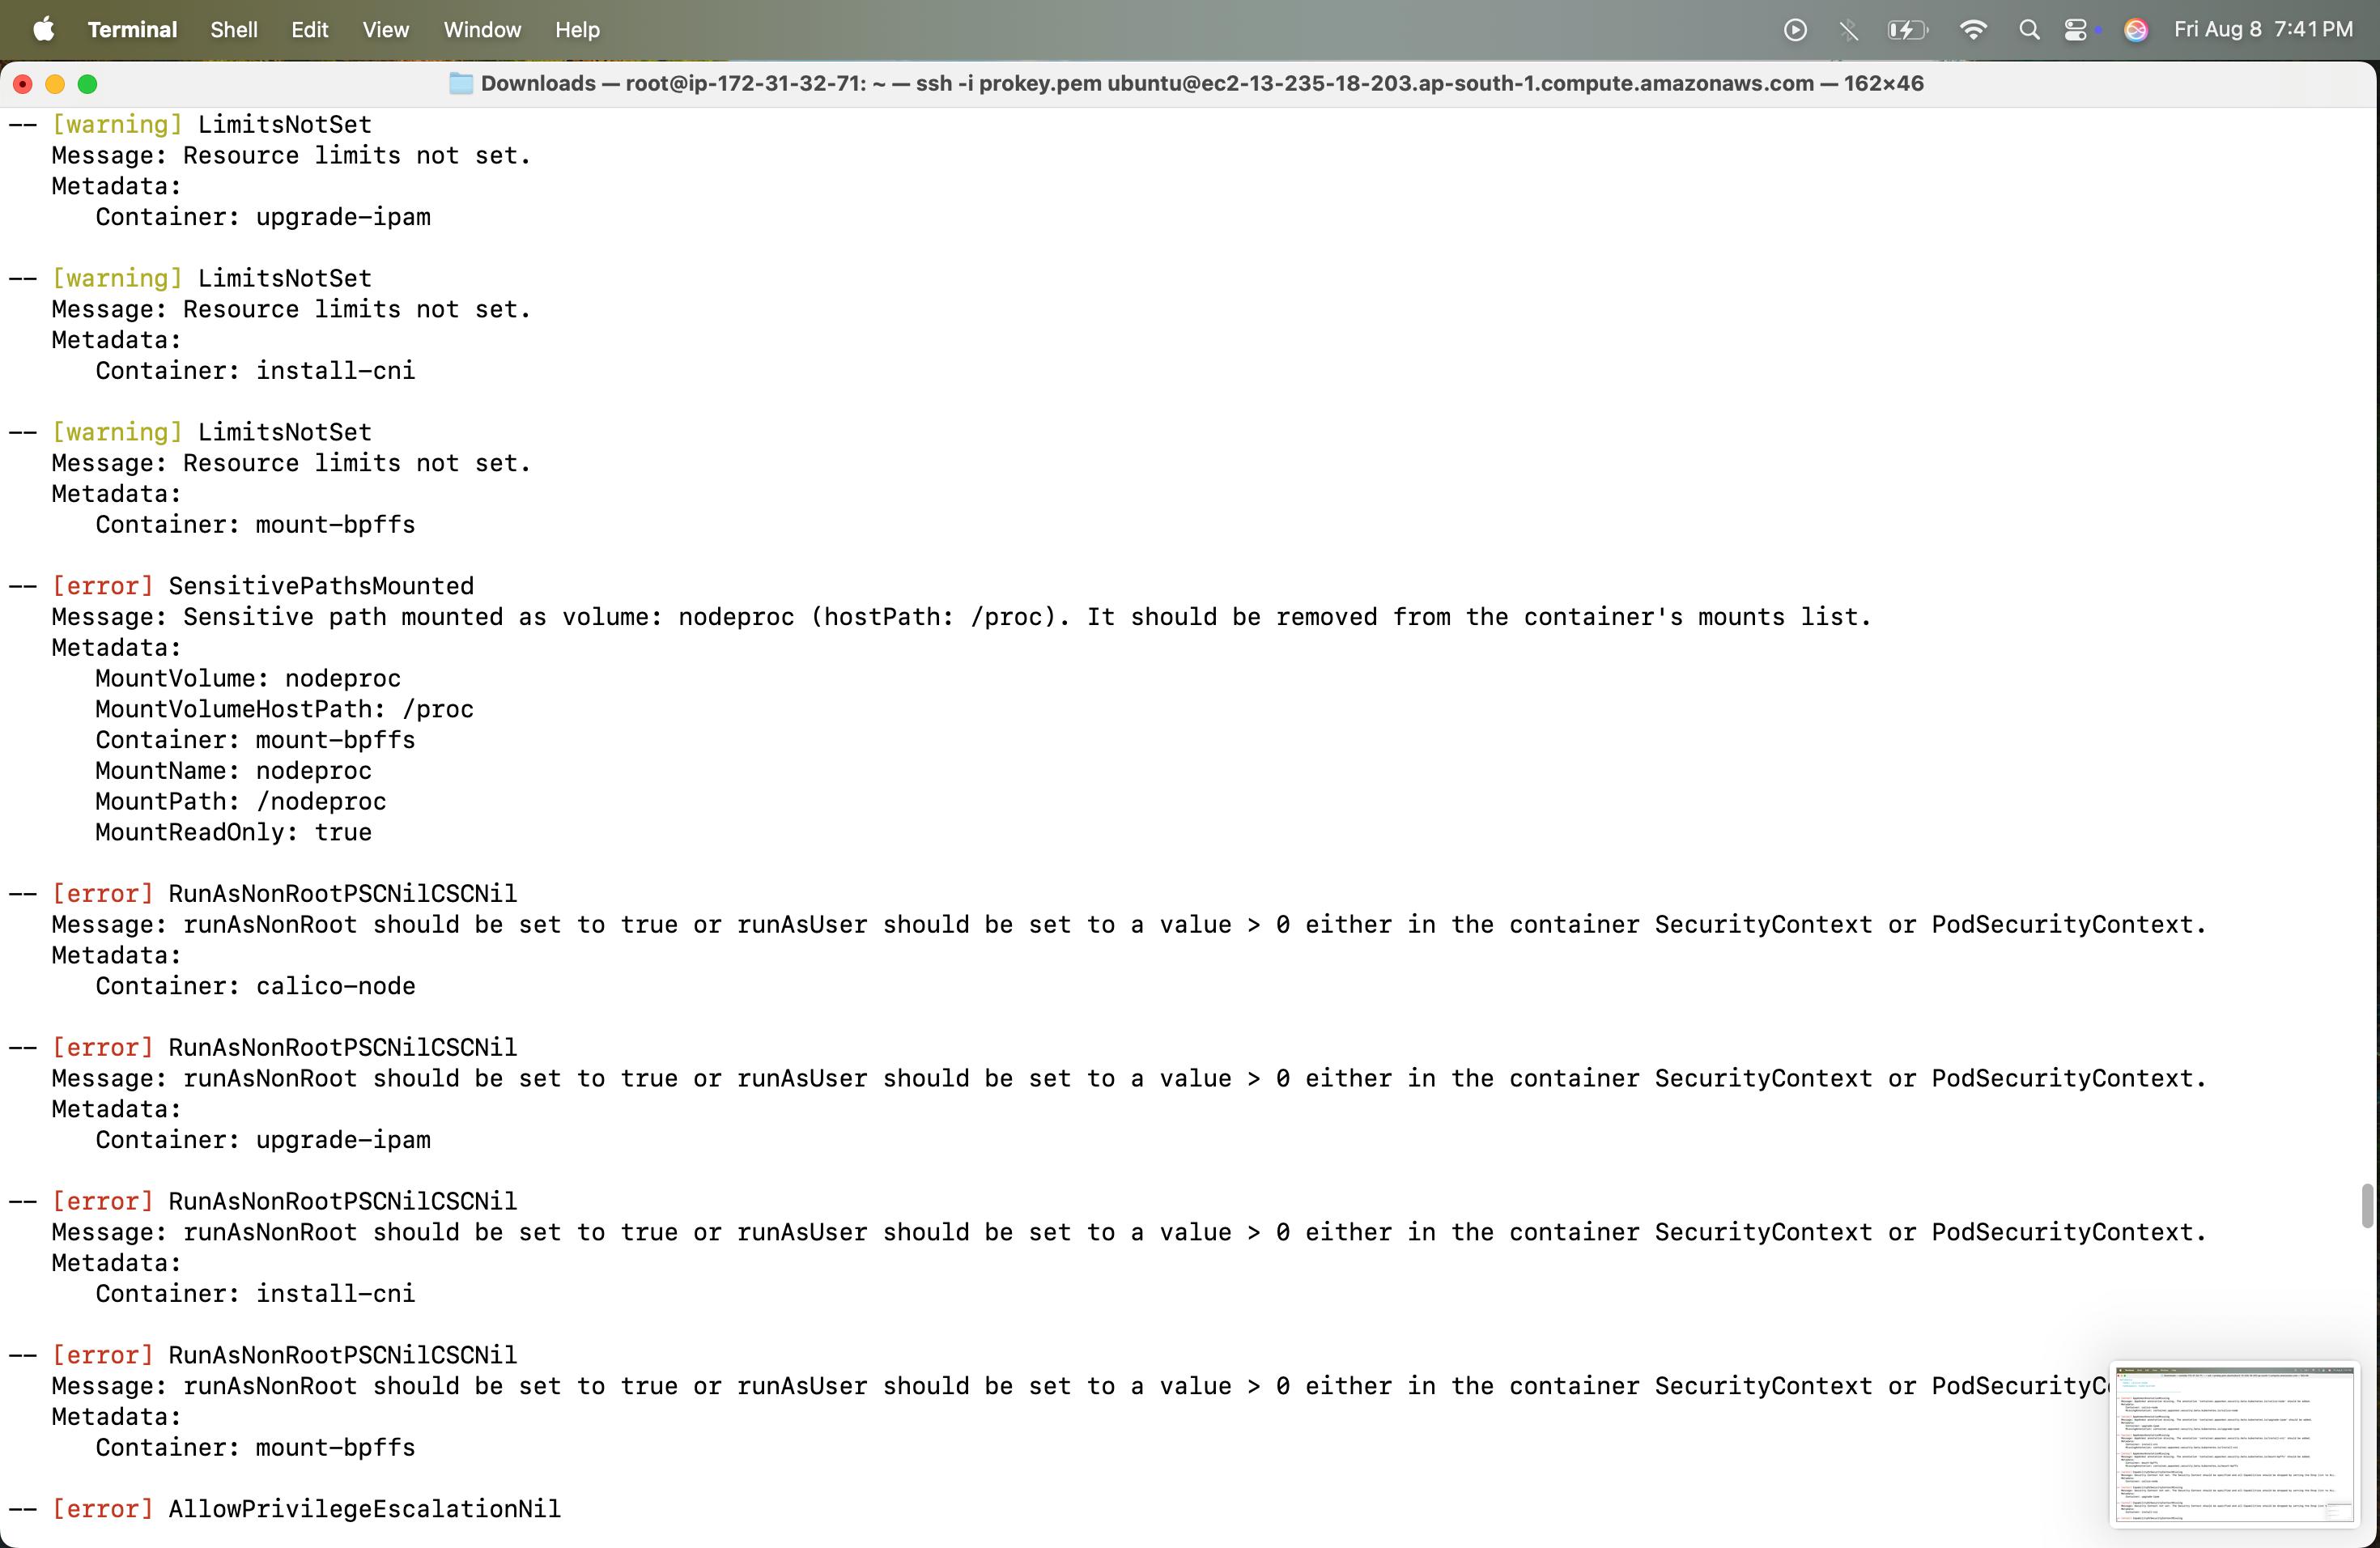 Terminal Shell Edit View Window Help Fri Aug 8 7:41 PM
Downloads — root@ip-172-31-32-71: ~ — ssh -i prokey.pem ubuntu@ec2-13-235-18-203.ap-south-1.compute.amazonaws.com — 162×46
-- [warning] LimitsNotSet
Message: Resource limits not set.
Metadata:
Container: upgrade-ipam
-- [warning] LimitsNotSet
Message: Resource limits not set.
Metadata:
Container: install-cni
-- [warning] LimitsNotSet
Message: Resource limits not set.
Metadata:
Container: mount-bpffs
-- [error] SensitivePathsMounted
Message: Sensitive path mounted as volume: nodeproc (hostPath: /proc). It should be removed from the container's mounts list.
Metadata:
MountVolume: nodeproc
MountVolumeHostPath: /proc
Container: mount-bpffs
MountName: nodeproc
MountPath: /nodeproc
MountReadOnly: true
-- [error] RunAsNonRootPSCNilCSCNil
Message: runAsNonRoot should be set to true or runAsUser should be set to a value > 0 either in the container SecurityContext or PodSecurityContext.
Metadata:
Container: calico-node
-- [error] RunAsNonRootPSCNilCSCNil
Message: runAsNonRoot should be set to true or runAsUser should be set to a value > 0 either in the container SecurityContext or PodSecurityContext.
Metadata:
Container: upgrade-ipam
-- [error] RunAsNonRootPSCNilCSCNil
Message: runAsNonRoot should be set to true or runAsUser should be set to a value > 0 either in the container SecurityContext or PodSecurityContext.
Metadata:
Container: install-cni
-- [error] RunAsNonRootPSCNilCSCNil
Message: runAsNonRoot should be set to true or runAsUser should be set to a value > 0 either in the container SecurityContext or PodSecurityC
Metadata:
Container: mount-bpffs
-- [error] AllowPrivilegeEscalationNil